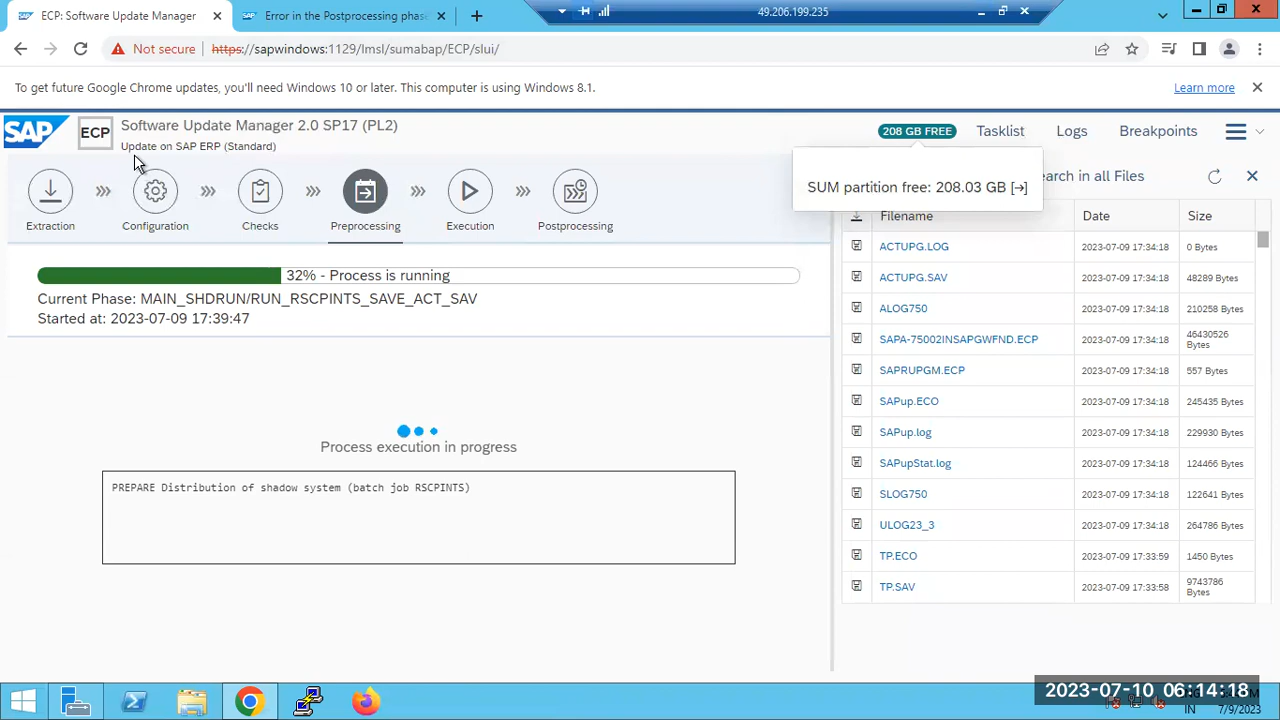 ECP: Software Update Manager
Error in the Postprocessing phase
49.206.199.235
Not secure
https://sapwindows:1129/lmsl/sumabap/ECP/slui/
To get future Google Chrome updates, you'll need Windows 10 or later. This computer is using Windows 8.1.
Learn more
SAP
ECP
Software Update Manager 2.0 SP17 (PL2)
Update on SAP ERP (Standard)
208 GB FREE
Tasklist
Logs
Breakpoints
SUM partition free: 208.03 GB [→]
earch in all Files
Extraction
Configuration
Checks
Preprocessing
Execution
Postprocessing
32% - Process is running
Current Phase: MAIN_SHDRUN/RUN_RSCPINTS_SAVE_ACT_SAV
Started at: 2023-07-09 17:39:47
Process execution in progress
PREPARE Distribution of shadow system (batch job RSCPINTS)
Filename Date Size
ACTUPG.LOG 2023-07-09 17:34:18 0 Bytes
ACTUPG.SAV 2023-07-09 17:34:18 48289 Bytes
ALOG750 2023-07-09 17:34:18 210258 Bytes
SAPA-75002INSAPGWFND.ECP 2023-07-09 17:34:18 46430526 Bytes
SAPRUPGM.ECP 2023-07-09 17:34:18 557 Bytes
SAPup.ECO 2023-07-09 17:34:18 245435 Bytes
SAPup.log 2023-07-09 17:34:18 229930 Bytes
SAPupStat.log 2023-07-09 17:34:18 124466 Bytes
SLOG750 2023-07-09 17:34:18 122641 Bytes
ULOG23_3 2023-07-09 17:34:18 264786 Bytes
TP.ECO 2023-07-09 17:33:59 1450 Bytes
TP.SAV 2023-07-09 17:33:58 9743786 Bytes
2023-07-10 06:14:18
IN
7/9/2023